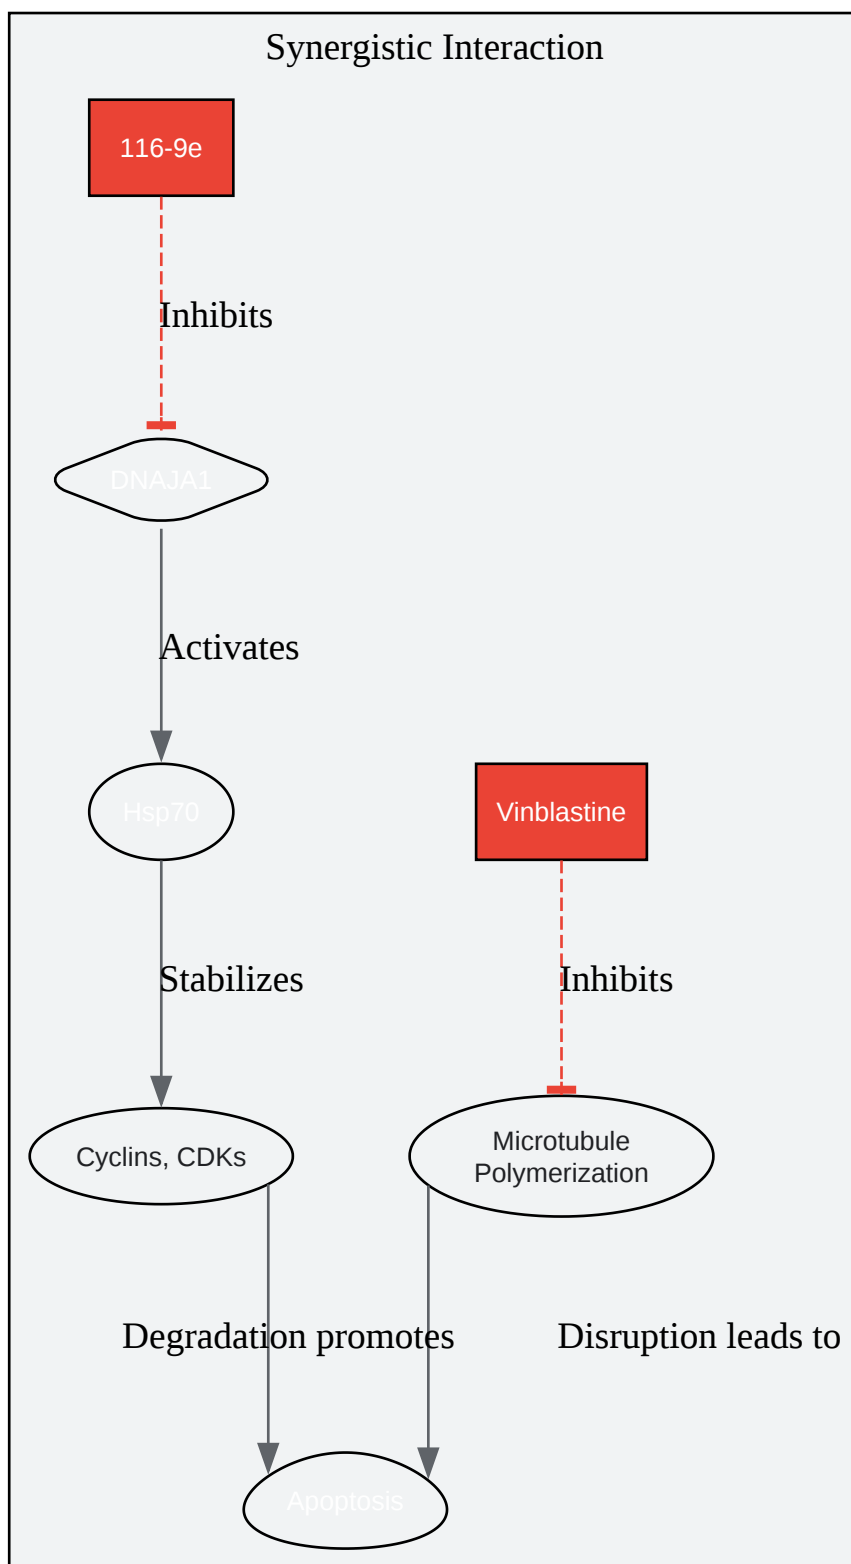 Synergistic Interaction
116-9e
Inhibits
DNAJA1
Activates
Hsp70
Vinblastine
Stabilizes
Inhibits
Cyclins, CDKs
Microtubule
Polymerization
Degradation promotes
Disruption leads to
Apoptosis